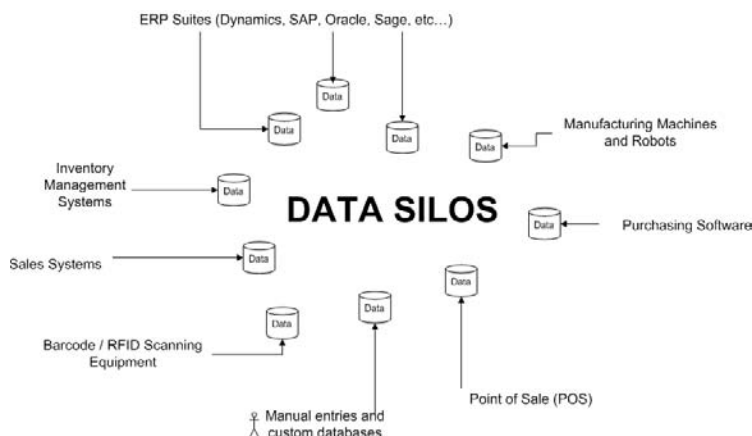 ERP Suites (Dynamics, SAP, Oracle, Sage, etc…)
Data
Data
Data
Data
Manufacturing Machines
and Robots
Inventory
Management
Systems
Data
DATA SILOS
Data
Purchasing Software
Sales Systems
Data
Data
Data
Data
Barcode / RFID Scanning
Equipment
Point of Sale (POS)
Manual entries and
custom databases